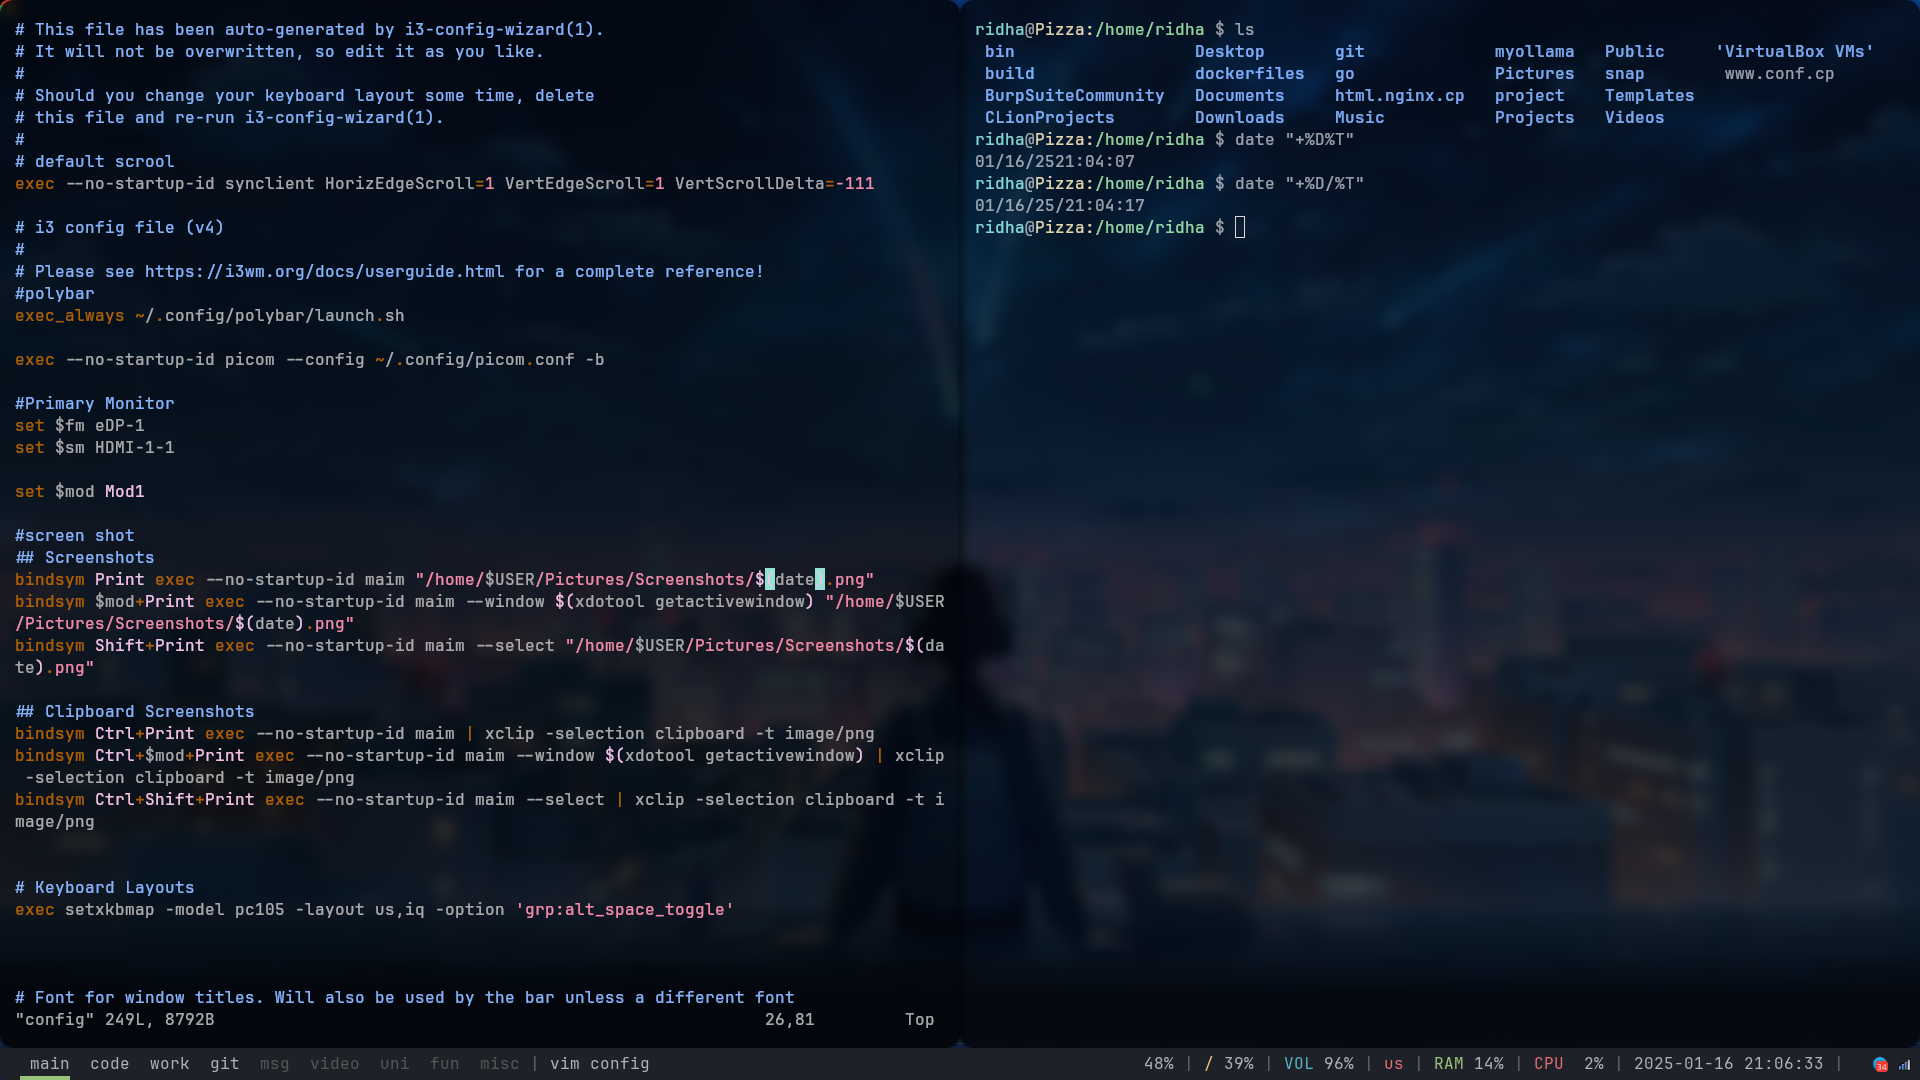 # This file has been auto-generated by i3-config-wizard(1).
# It will not be overwritten, so edit it as you like.
#
# Should you change your keyboard layout some time, delete
# this file and re-run i3-config-wizard(1).
#
# default scrool
exec --no-startup-id synclient HorizEdgeScroll=1 VertEdgeScroll=1 VertScrollDelta=-111
# i3 config file (v4)
#
# Please see https://i3wm.org/docs/userguide.html for a complete reference!
#polybar
exec_always ~/.config/polybar/launch.sh
exec --no-startup-id picom --config ~/.config/picom.conf -b
#Primary Monitor
set $fm eDP-1
set $sm HDMI-1-1
set $mod Mod1
#screen shot
## Screenshots
bindsym Print exec --no-startup-id maim "/home/$USER/Pictures/Screenshots/$(date).png"
bindsym $mod+Print exec --no-startup-id maim --window $(xdotool getactivewindow) "/home/$USER
/Pictures/Screenshots/$(date).png"
bindsym Shift+Print exec --no-startup-id maim --select "/home/$USER/Pictures/Screenshots/$(da
te).png"
## Clipboard Screenshots
bindsym Ctrl+Print exec --no-startup-id maim | xclip -selection clipboard -t image/png
bindsym Ctrl+$mod+Print exec --no-startup-id maim --window $(xdotool getactivewindow) | xclip
-selection clipboard -t image/png
bindsym Ctrl+Shift+Print exec --no-startup-id maim --select | xclip -selection clipboard -t i
mage/png
# Keyboard Layouts
exec setxkbmap -model pc105 -layout us,iq -option 'grp:alt_space_toggle'
# Font for window titles. Will also be used by the bar unless a different font
"config" 249L, 8792B 26,81 Top
ridha@Pizza:/home/ridha $ ls
bin Desktop git myollama Public 'VirtualBox VMs'
build dockerfiles go Pictures snap www.conf.cp
BurpSuiteCommunity Documents html.nginx.cp project Templates
CLionProjects Downloads Music Projects Videos
ridha@Pizza:/home/ridha $ date "+%D%T"
01/16/2521:04:07
ridha@Pizza:/home/ridha $ date "+%D/%T"
01/16/25/21:04:17
ridha@Pizza:/home/ridha $
main code work git msg video uni fun misc | vim config
48% | / 39% | VOL 96% | us | RAM 14% | CPU 2% | 2025-01-16 21:06:33 | 34